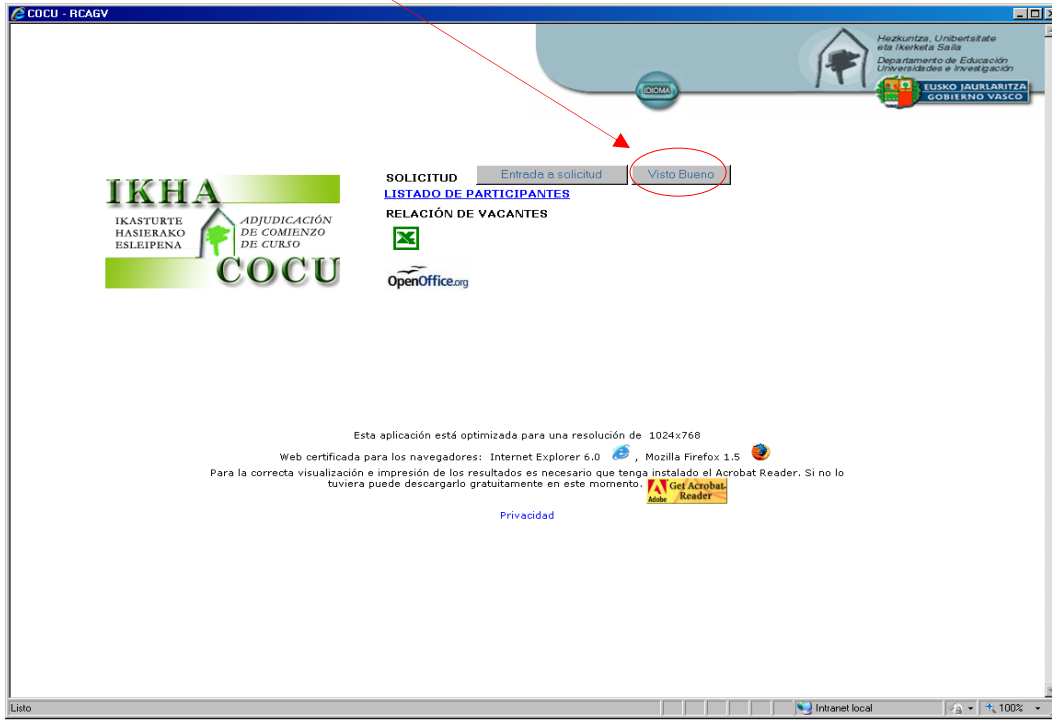 COCU - RCAGV
Hezkuntza, Unibertsitate
eta Ikerketa Saila
Departamento de Educación
Universidades e Investigación
IDIOMA
EUSKO JAURLARITZA
GOBIERNO VASCO
SOLICITUD Entrada a solicitud Visto Bueno
LISTADO DE PARTICIPANTES
RELACIÓN DE VACANTES
OpenOffice.org
IKHA
IKASTURTE
HASIERAKO
ESLEIPENA
ADJUDICACIÓN
DE COMIENZO
DE CURSO
COCU
Esta aplicación está optimizada para una resolución de 1024x768
Web certificada para los navegadores: Internet Explorer 6.0 , Mozilla Firefox 1.5
Para la correcta visualización e impresión de los resultados es necesario que tenga instalado el Acrobat Reader. Si no lo
tuviera puede descargarlo gratuitamente en este momento.
Get Acrobat
Reader
Adobe
Privacidad
Listo Intranet local 100%